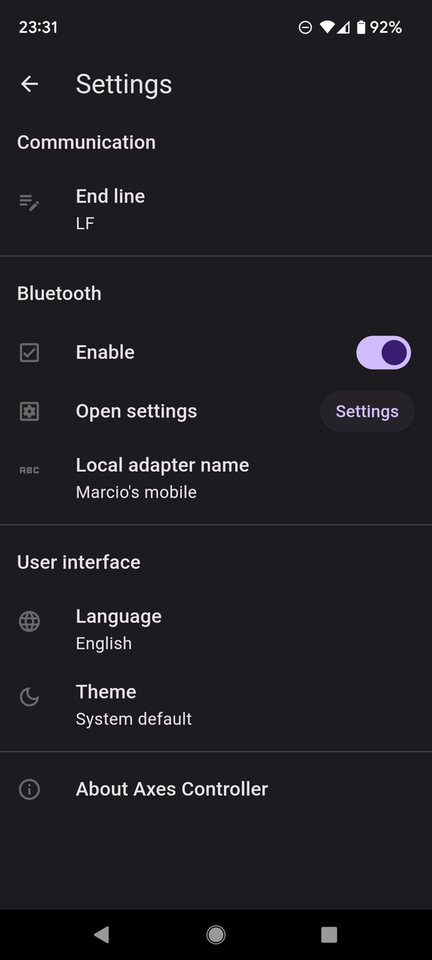 23:31
92%
Settings
Communication
End line
LF
Bluetooth
Enable
Open settings
Settings
ABC
Local adapter name
Marcio's mobile
User interface
Language
English
Theme
System default
About Axes Controller